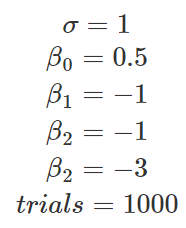 σ = 1
β₀ = 0.5
β₁ = −1
β₂ = −1
β₂ = −3
trials = 1000